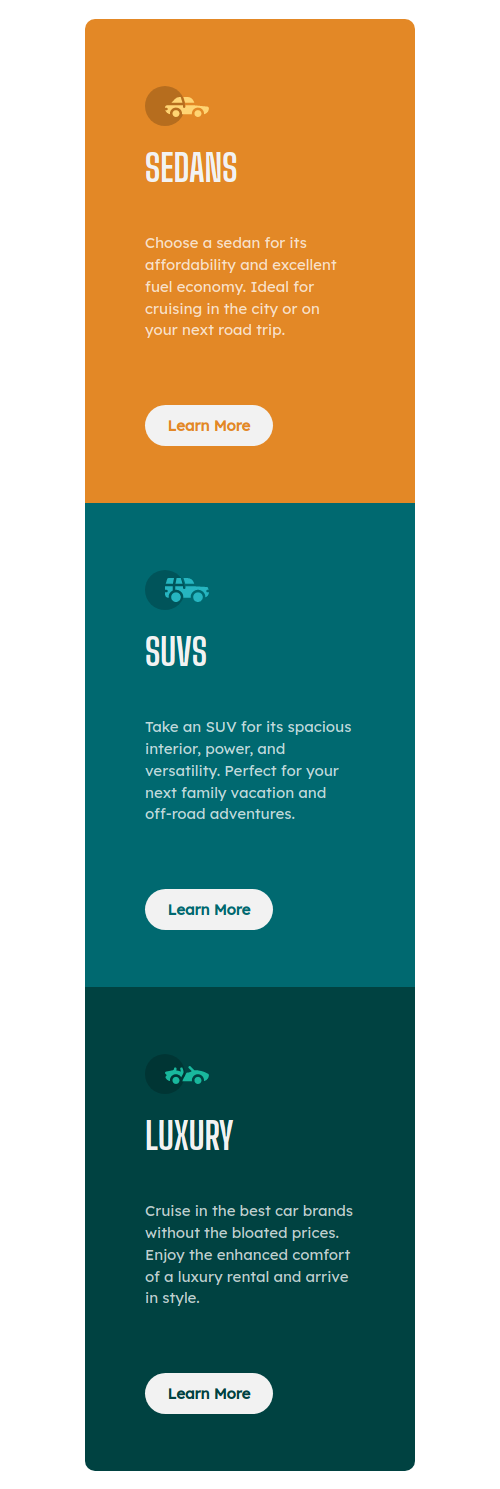 SEDANS
Choose a sedan for its
affordability and excellent
fuel economy. Ideal for
cruising in the city or on
your next road trip.
Learn More
SUVS
Take an SUV for its spacious
interior, power, and
versatility. Perfect for your
next family vacation and
off-road adventures.
Learn More
LUXURY
Cruise in the best car brands
without the bloated prices.
Enjoy the enhanced comfort
of a luxury rental and arrive
in style.
Learn More